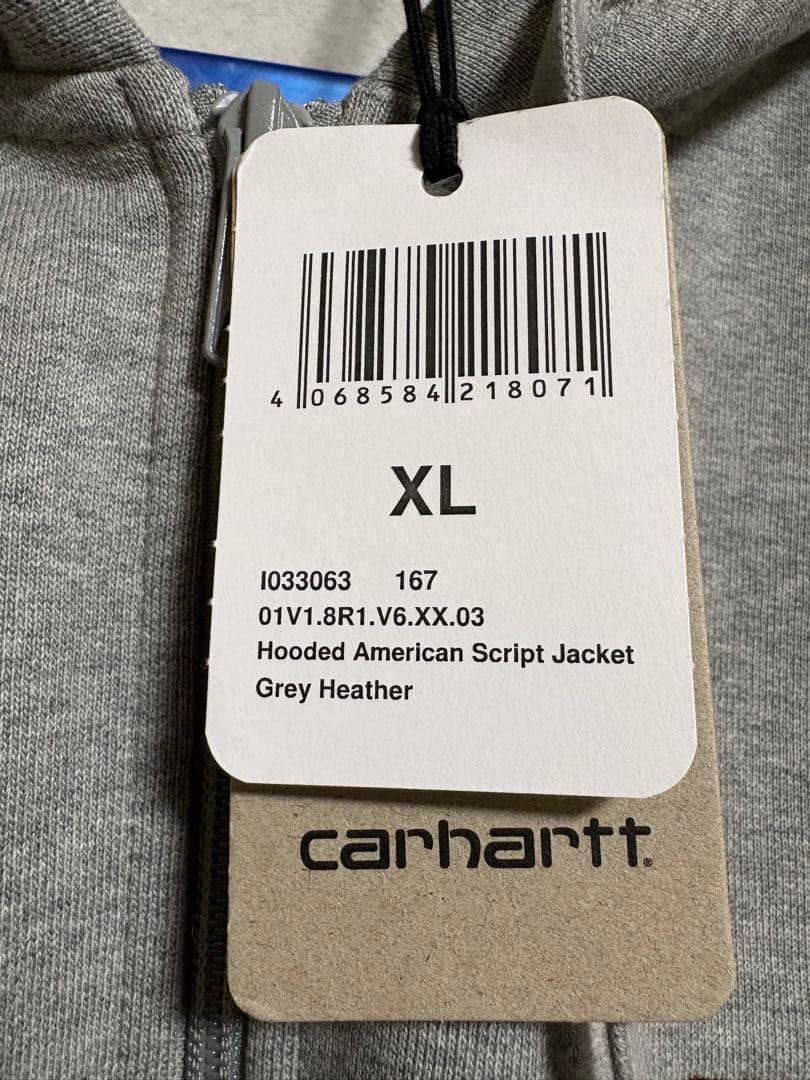 4 068584 218071
XL
I033063 167
01V1.8R1.V6.XX.03
Hooded American Script Jacket
Grey Heather
carhartt®